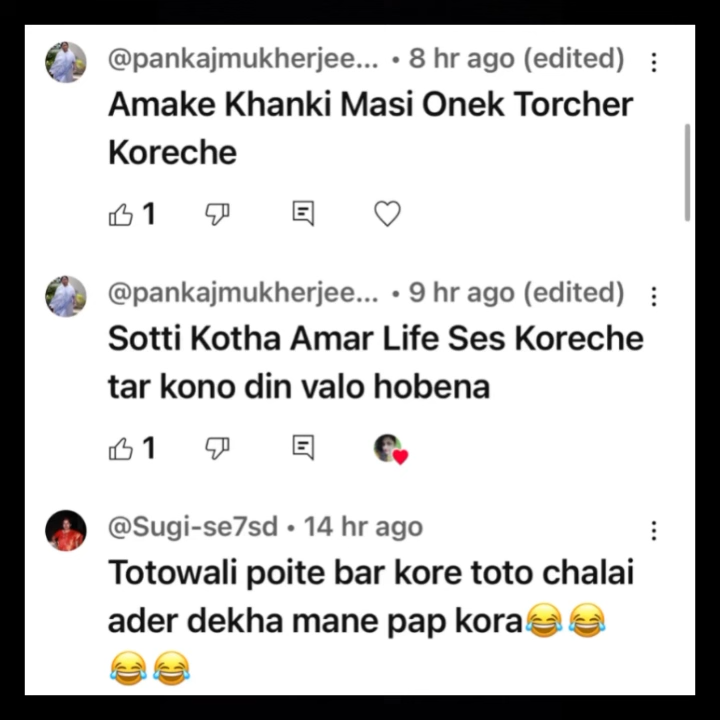 @pankajmukherjee... • 8 hr ago (edited)
Amake Khanki Masi Onek Torcher
Koreche
1
@pankajmukherjee... • 9 hr ago (edited)
Sotti Kotha Amar Life Ses Koreche
tar kono din valo hobena
1
@Sugi-se7sd • 14 hr ago
Totowali poite bar kore toto chalai
ader dekha mane pap kora😂😂
😂😂